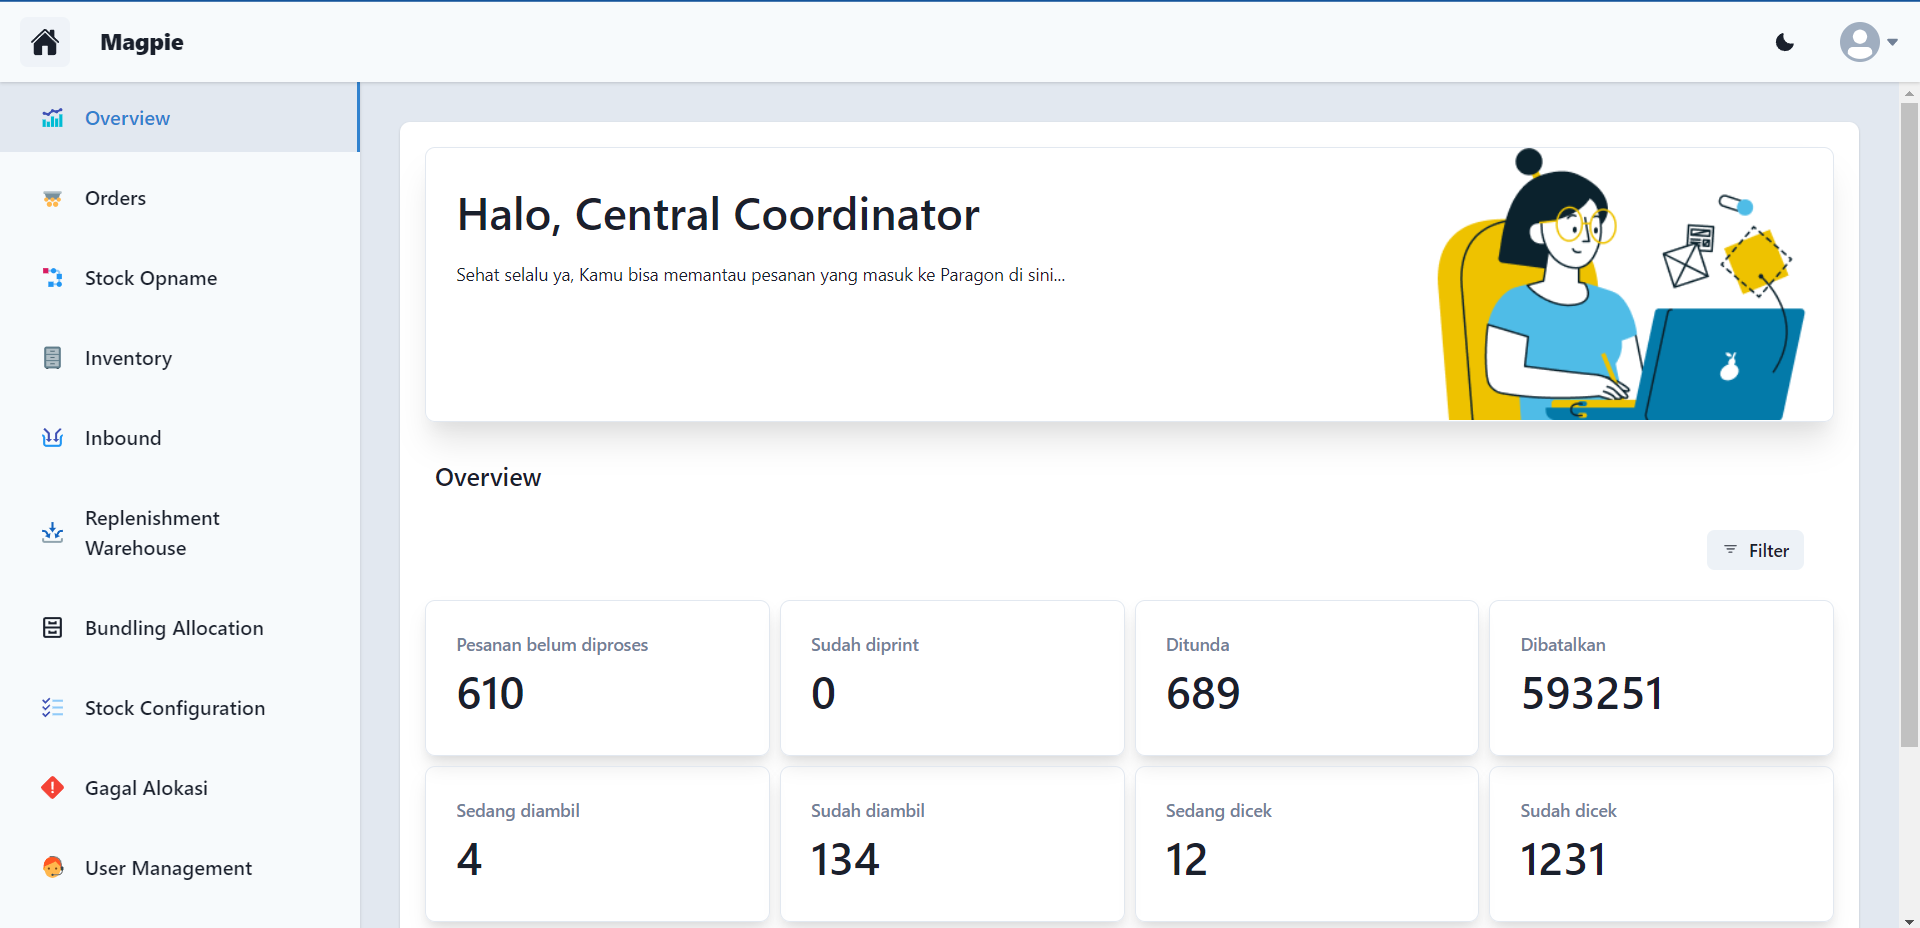 Magpie
Overview
Orders
Stock Opname
Inventory
Inbound
Replenishment
Warehouse
Bundling Allocation
Stock Configuration
Gagal Alokasi
User Management
Halo, Central Coordinator
Sehat selalu ya, Kamu bisa memantau pesanan yang masuk ke Paragon di sini...
Overview
Filter
Pesanan belum diproses
610
Sudah diprint
0
Ditunda
689
Dibatalkan
593251
Sedang diambil
4
Sudah diambil
134
Sedang dicek
12
Sudah dicek
1231